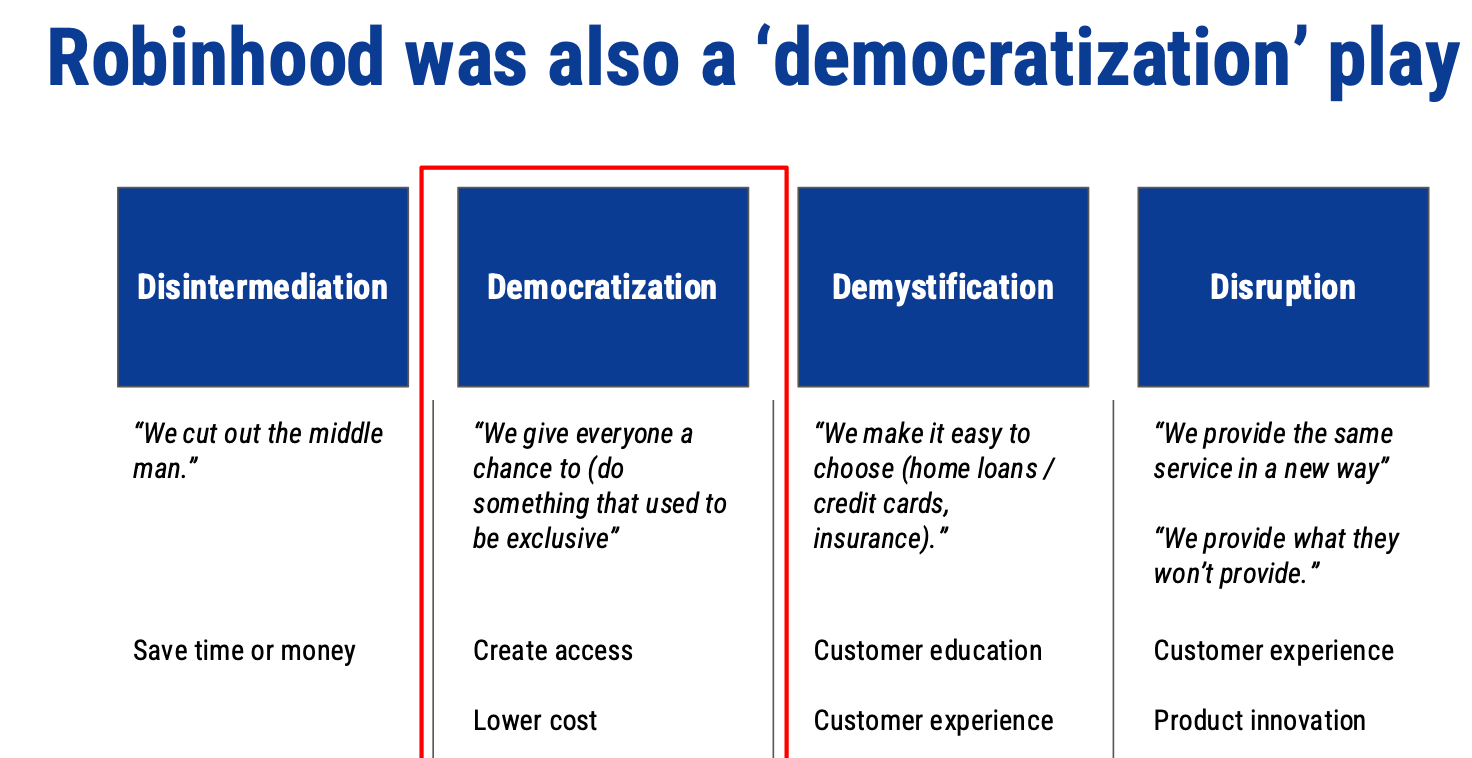 Robinhood was also a ‘democratization’ play
Disintermediation
Democratization
Demystification
Disruption
“We cut out the middle
man.”
“We give everyone a
chance to (do
something that used to
be exclusive”
“We make it easy to
choose (home loans /
credit cards,
insurance).”
“We provide the same
service in a new way”
“We provide what they
won’t provide.”
Save time or money
Create access
Lower cost
Customer education
Customer experience
Customer experience
Product innovation